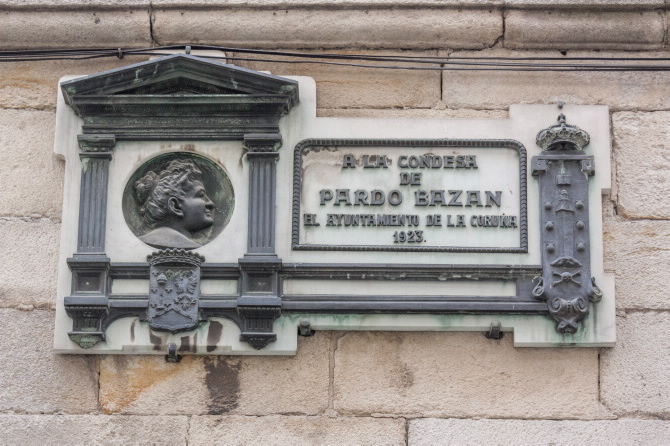 A LA CONDESA
DE
PARDO BAZAN
EL AYUNTAMIENTO DE LA CORUÑA
1923.